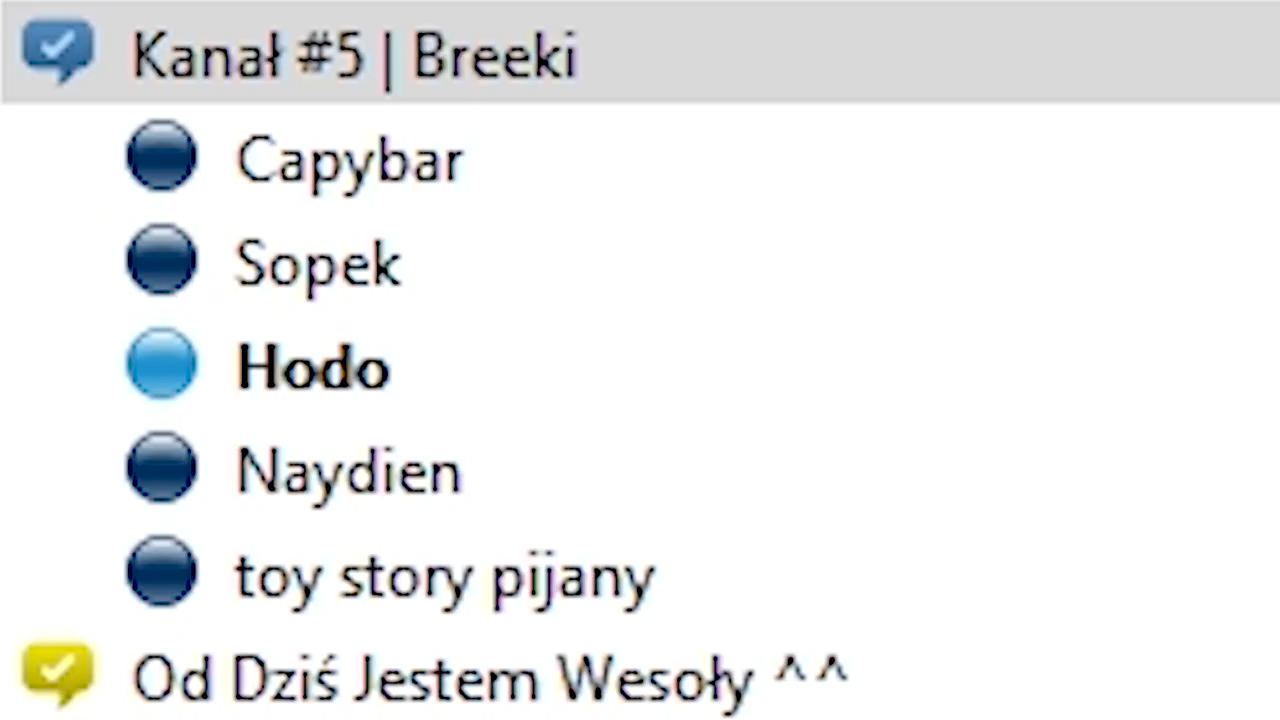 Kanał #5 | Breeki
Capybar
Sopek
Hodo
Naydien
toy story pijany
Od Dziś Jestem Wesoły ^^